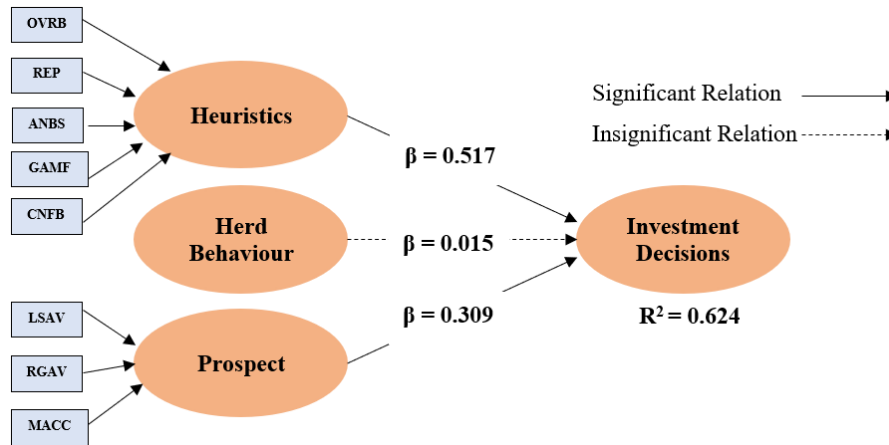 OVRB
REP
ANBS
GAMF
CNFB
Heuristics
Herd
Behaviour
LSAV
RGAV
MACC
Prospect
β = 0.517
β = 0.015
β = 0.309
Significant Relation
Insignificant Relation
Investment
Decisions
R² = 0.624